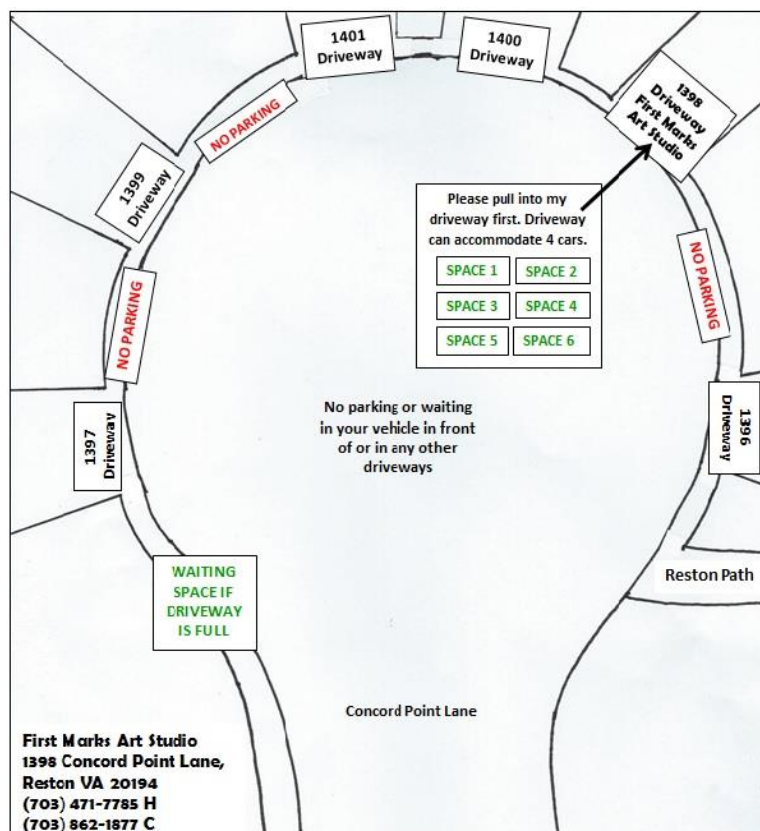 1401
Driveway
1400
Driveway
1398
Driveway
First Marks
Art Studio
NO PARKING
1399
Driveway
Please pull into my
driveway first. Driveway
can accommodate 4 cars.
SPACE 1
SPACE 2
SPACE 3
SPACE 4
SPACE 5
SPACE 6
NO PARKING
NO PARKING
1397
Driveway
No parking or waiting
in your vehicle in front
of or in any other
driveways
1396
Driveway
WAITING
SPACE IF
DRIVEWAY
IS FULL
Reston Path
Concord Point Lane
First Marks Art Studio
1398 Concord Point Lane,
Reston VA 20194
(703) 471-7785 H
(703) 862-1877 C